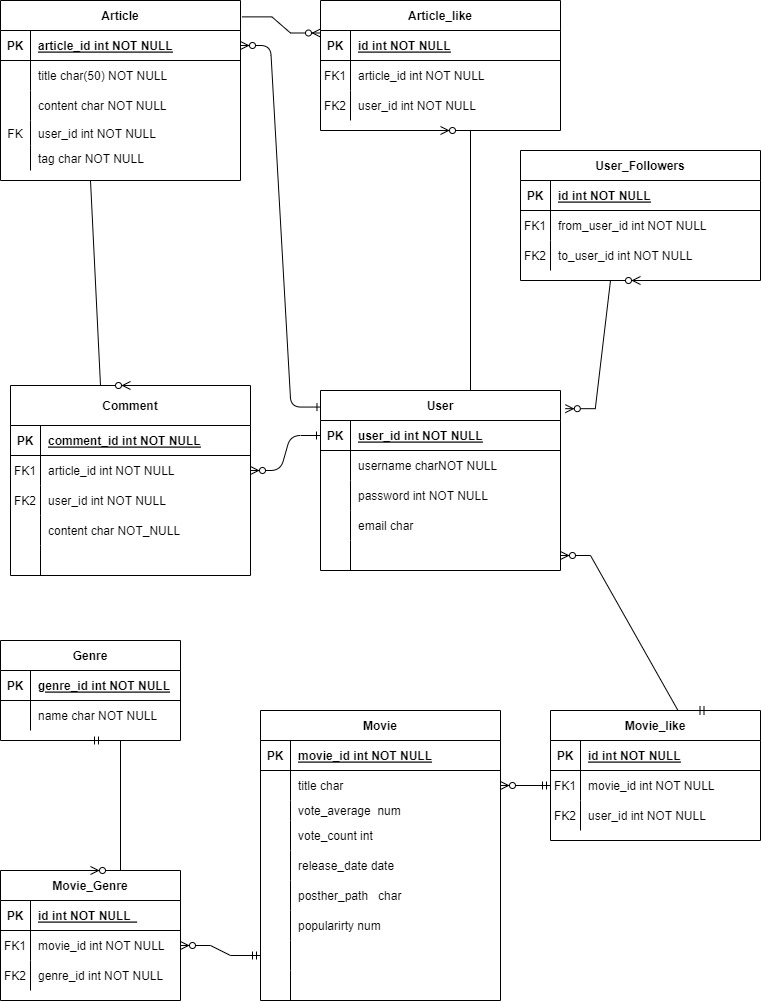 Article
PK article_id int NOT NULL
title char(50) NOT NULL
content char NOT NULL
FK user_id int NOT NULL
tag char NOT NULL
Article_like
PK id int NOT NULL
FK1 article_id int NOT NULL
FK2 user_id int NOT NULL
User_Followers
PK id int NOT NULL
FK1 from_user_id int NOT NULL
FK2 to_user_id int NOT NULL
Comment
PK comment_id int NOT NULL
FK1 article_id int NOT NULL
FK2 user_id int NOT NULL
content char NOT_NULL
User
PK user_id int NOT NULL
username charNOT NULL
password int NOT NULL
email char
Genre
PK genre_id int NOT NULL
name char NOT NULL
Movie
PK movie_id int NOT NULL
title char
vote_average num
vote_count int
release_date date
posther_path char
popularirty num
Movie_like
PK id int NOT NULL
FK1 movie_id int NOT NULL
FK2 user_id int NOT NULL
Movie_Genre
PK id int NOT NULL
FK1 movie_id int NOT NULL
FK2 genre_id int NOT NULL